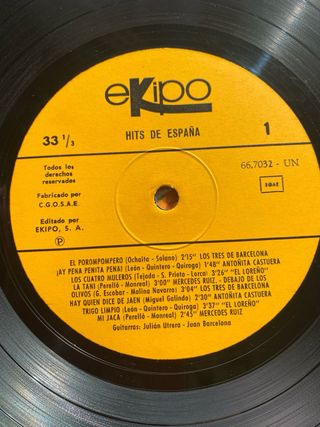 eKipo
33 1/3
HITS DE ESPAÑA
1
Todos los
derechos
reservados
66.7032 - UN
Fabricado por
C.G.O.S.A.E.
SGAE
Editado por
EKIPO, S. A.
Ⓟ
EL POROMPOMPERO (Ochaita - Solano) 2'15" LOS TRES DE BARCELONA
¡AY PENA PENITA PENA! (León - Quintero - Quiroga) 1'48" ANTOÑITA CASTUERA
LOS CUATRO MULEROS (Tejada - S. Prieto - Lorca) 3'26" "EL LOREÑO"
LA TANI (Perelló - Monreal) 3'00" MERCEDES RUIZ. - DEBAJO DE LOS
OLIVOS (G. Escobar - Molina Navarro) 3'04" LOS TRES DE BARCELONA
HAY QUIEN DICE DE JAEN (Miguel Galindo) 2'30" ANTOÑITA CASTUERA
TRIGO LIMPIO (León - Quintero - Quiroga) 3'37" "EL LOREÑO"
MI JACA (Perelló - Monreal) 2'45" MERCEDES RUIZ
Guitarras: Julián Utrera - Juan Barcelona